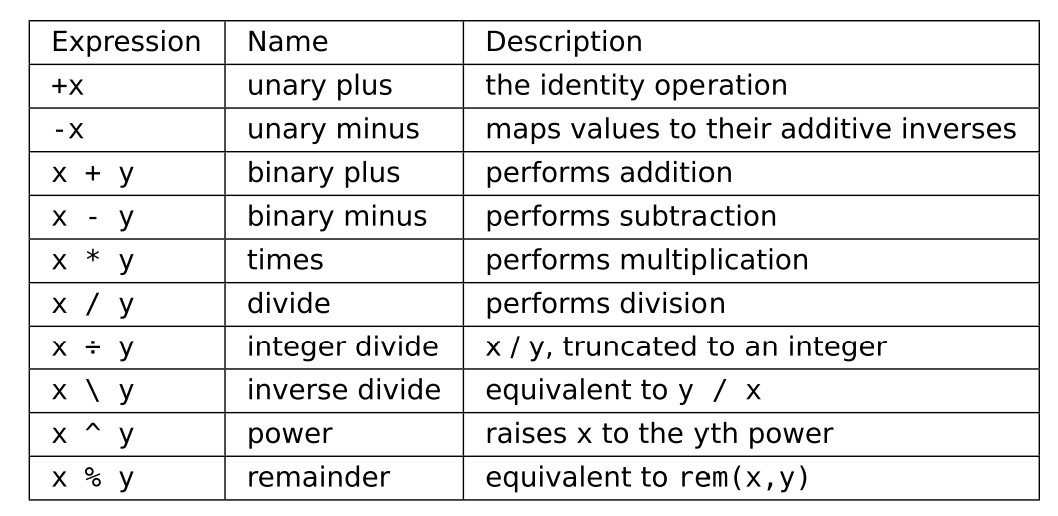 Expression Name Description
+x unary plus the identity operation
-x unary minus maps values to their additive inverses
x + y binary plus performs addition
x - y binary minus performs subtraction
x * y times performs multiplication
x / y divide performs division
x ÷ y integer divide x / y, truncated to an integer
x \ y inverse divide equivalent to y / x
x ^ y power raises x to the yth power
x % y remainder equivalent to rem(x,y)